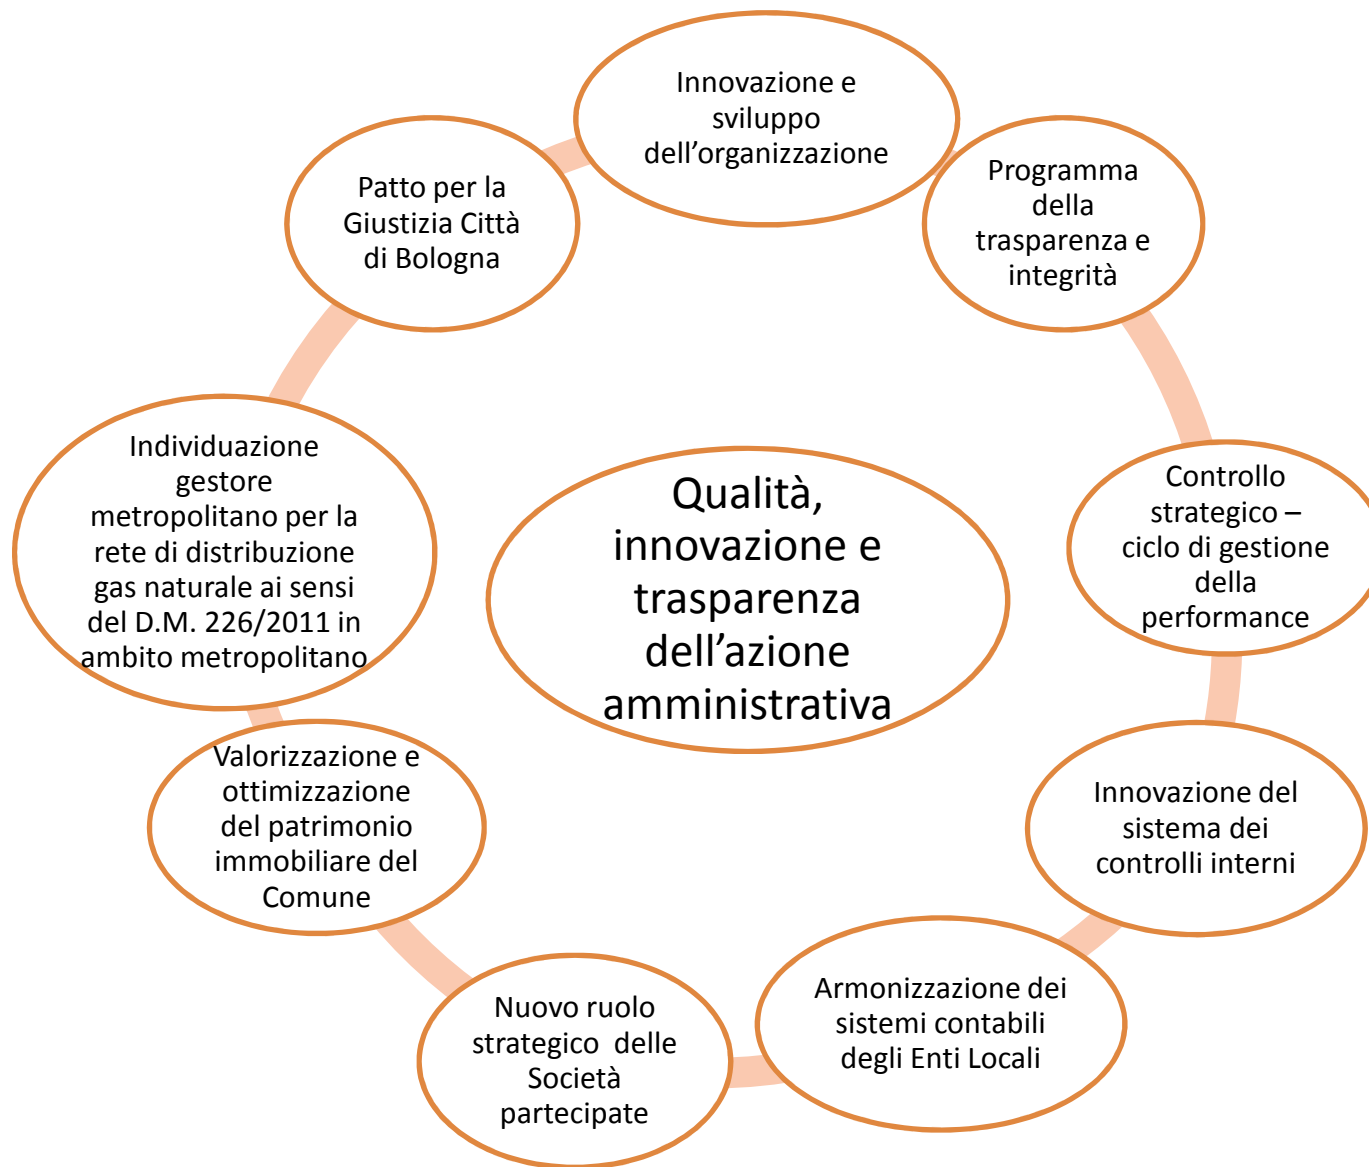 Innovazione e
sviluppo
dell’organizzazione
Programma
della
trasparenza e
integrità
Controllo
strategico –
ciclo di gestione
della
performance
Innovazione del
sistema dei
controlli interni
Armonizzazione dei
sistemi contabili
degli Enti Locali
Nuovo ruolo
strategico delle
Società
partecipate
Valorizzazione e
ottimizzazione
del patrimonio
immobiliare del
Comune
Individuazione
gestore
metropolitano per la
rete di distribuzione
gas naturale ai sensi
del D.M. 226/2011 in
ambito metropolitano
Patto per la
Giustizia Città
di Bologna
Qualità,
innovazione e
trasparenza
dell’azione
amministrativa